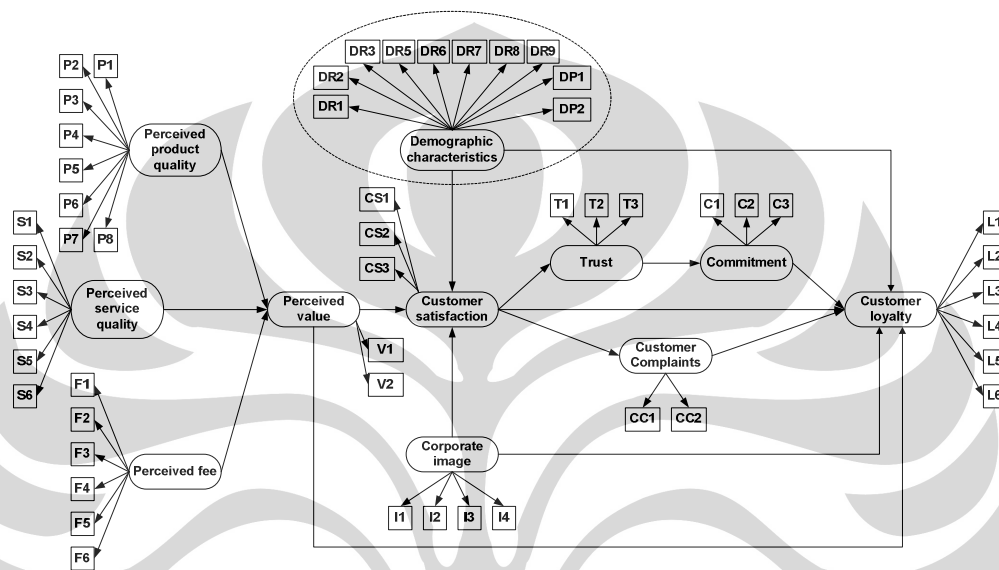 DR3 DR5 DR6 DR7 DR8 DR9
DR2
DP1
DR1
DP2
Demographic
characteristics
P2
P1
P3
P4
P5
P6
P7
P8
Perceived
product
quality
S1
S2
S3
S4
S5
S6
Perceived
service
quality
F1
F2
F3
F4
F5
F6
Perceived fee
Perceived
value
V1
V2
CS1
CS2
CS3
Customer
satisfaction
T1
T2
T3
Trust
C1
C2
C3
Commitment
Customer
Complaints
CC1
CC2
Corporate
image
I1
I2
I3
I4
Customer
loyalty
L1
L2
L3
L4
L5
L6